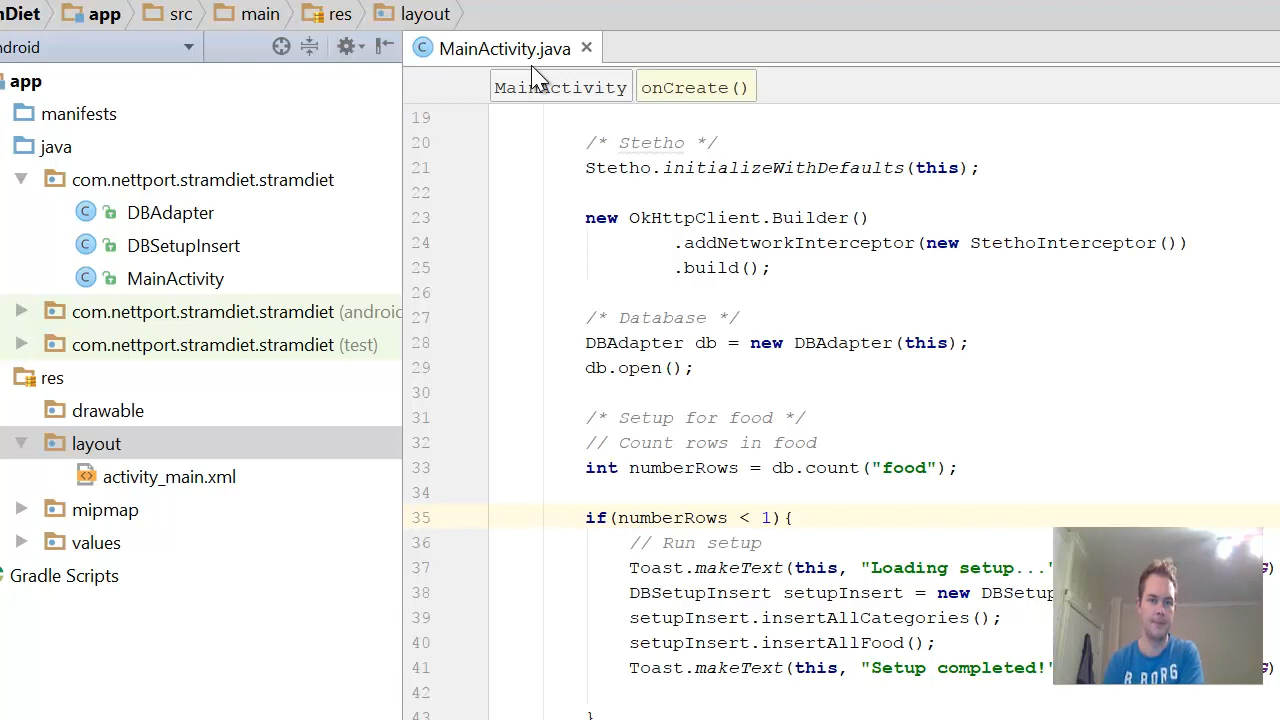 nDiet app src main res layout
ndroid
MainActivity.java
MainActivity onCreate()
app
manifests
java
com.nettport.stramdiet.stramdiet
DBAdapter
DBSetupInsert
MainActivity
com.nettport.stramdiet.stramdiet (android
com.nettport.stramdiet.stramdiet (test)
res
drawable
layout
activity_main.xml
mipmap
values
Gradle Scripts
19
20 /* Stetho */
21 Stetho.initializeWithDefaults(this);
22
23 new OkHttpClient.Builder()
24 .addNetworkInterceptor(new StethoInterceptor())
25 .build();
26
27 /* Database */
28 DBAdapter db = new DBAdapter(this);
29 db.open();
30
31 /* Setup for food */
32 // Count rows in food
33 int numberRows = db.count("food");
34
35 if(numberRows < 1){
36 // Run setup
37 Toast.makeText(this, "Loading setup..."
38 DBSetupInsert setupInsert = new DBSetup
39 setupInsert.insertAllCategories();
40 setupInsert.insertAllFood();
41 Toast.makeText(this, "Setup completed!"
42
43 }